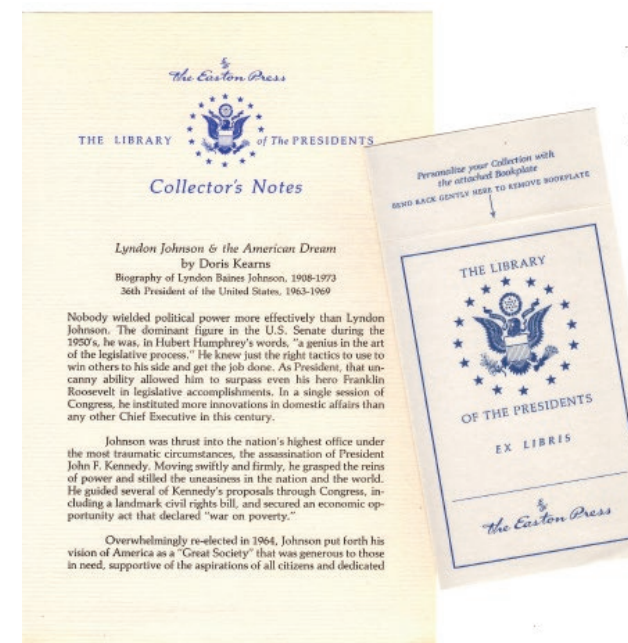 The Easton Press
THE LIBRARY of The PRESIDENTS
Collector's Notes
Lyndon Johnson & the American Dream
by Doris Kearns
Biography of Lyndon Baines Johnson, 1908-1973
36th President of the United States, 1963-1969
Nobody wielded political power more effectively than Lyndon
Johnson. The dominant figure in the U.S. Senate during the
1950's, he was, in Hubert Humphrey's words, "a genius in the art
of the legislative process." He knew just the right tactics to use to
win others to his side and get the job done. As President, that un-
canny ability allowed him to surpass even his hero Franklin
Roosevelt in legislative accomplishments. In a single session of
Congress, he instituted more innovations in domestic affairs than
any other Chief Executive in this century.
Johnson was thrust into the nation's highest office under
the most traumatic circumstances, the assassination of President
John F. Kennedy. Moving swiftly and firmly, he grasped the reins
of power and stilled the uneasiness in the nation and the world.
He guided several of Kennedy's proposals through Congress, in-
cluding a landmark civil rights bill, and secured an economic op-
portunity act that declared "war on poverty."
Overwhelmingly re-elected in 1964, Johnson put forth his
vision of America as a "Great Society" that was generous to those
in need, supportive of the aspirations of all citizens and dedicated
Personalize your Collection with
the attached Bookplate
BEND BACK GENTLY HERE TO REMOVE BOOKPLATE
THE LIBRARY
OF THE PRESIDENTS
EX LIBRIS
The Easton Press